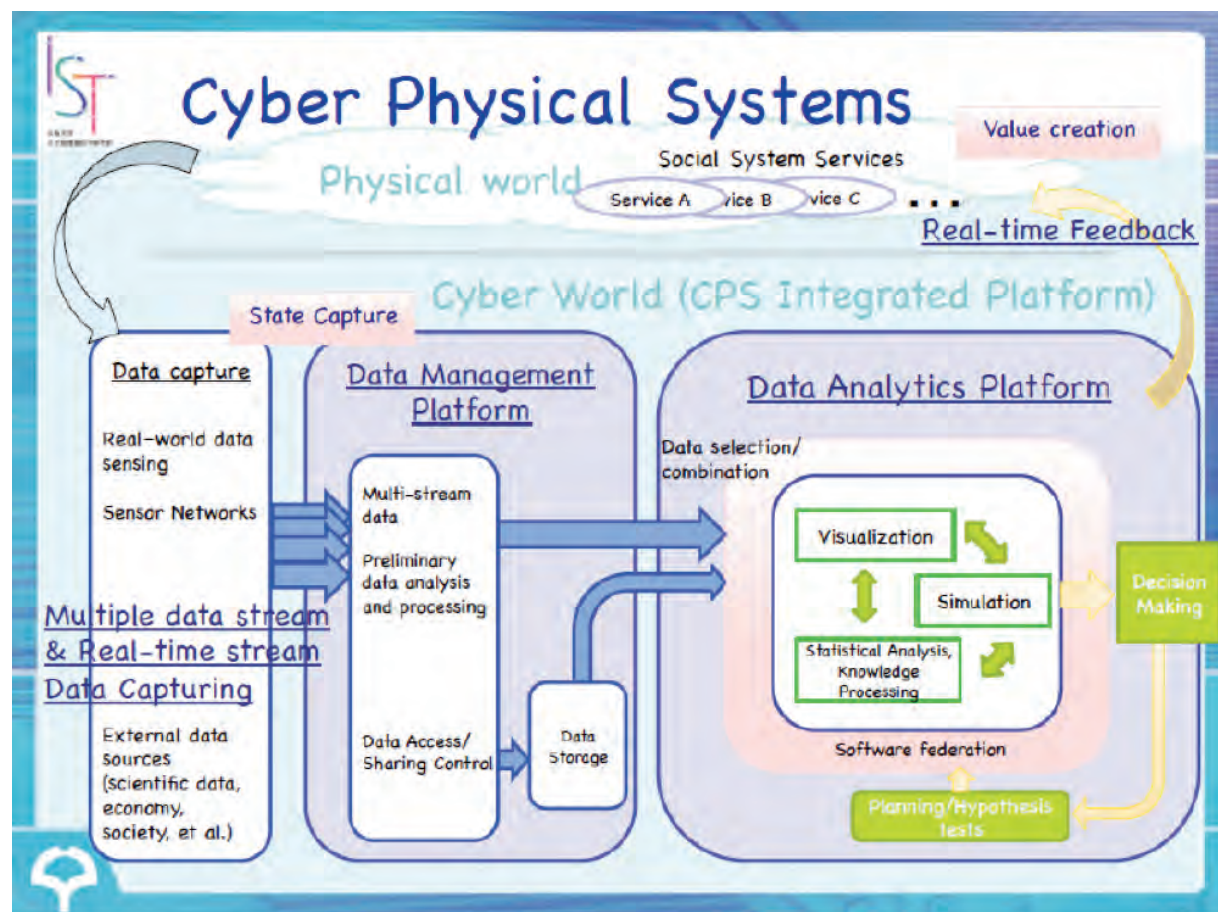 IST
Cyber Physical Systems
Value creation
Social System Services
Physical world
Service A
vice B
vice C
...
Real-time Feedback
Cyber World (CPS Integrated Platform)
State Capture
Data capture
Real-world data
sensing
Sensor Networks
Multiple data stream
& Real-time stream
Data Capturing
External data
sources
(scientific data,
economy,
society, et al.)
Data Management
Platform
Multi-stream
data
Preliminary
data analysis
and processing
Data Access/
Sharing Control
Data
Storage
Data Analytics Platform
Data selection/
combination
Visualization
Simulation
Statistical Analysis,
Knowledge
Processing
Software federation
Decision
Making
Planning/Hypothesis
tests